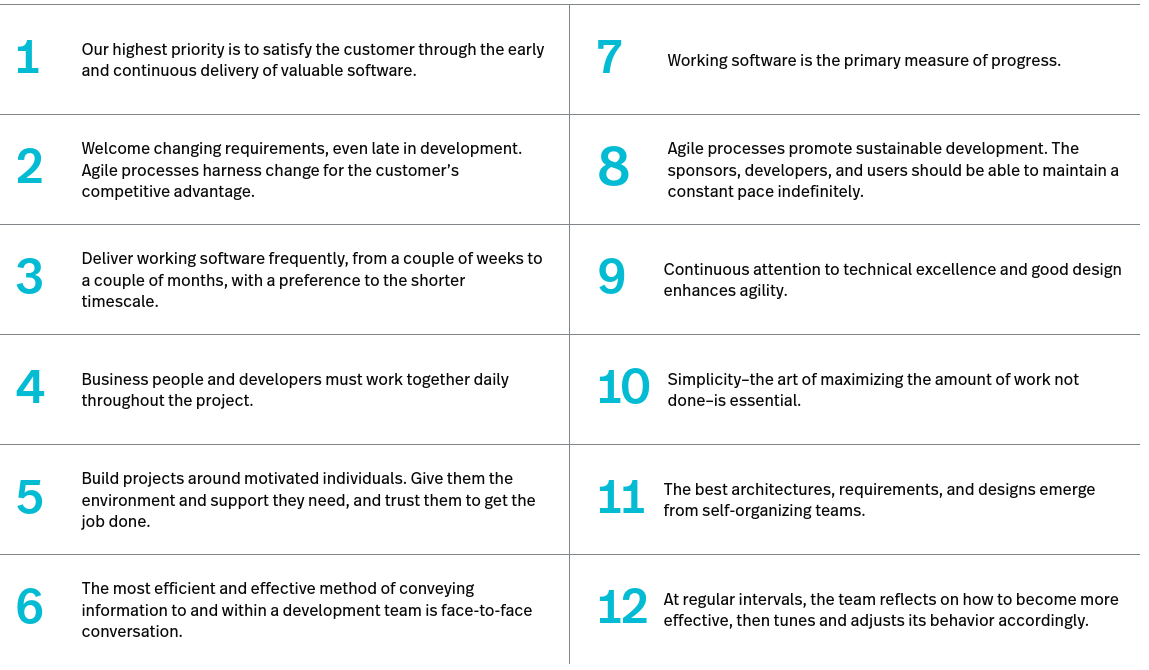 1
Our highest priority is to satisfy the customer through the early
and continuous delivery of valuable software.
2
Welcome changing requirements, even late in development.
Agile processes harness change for the customer’s
competitive advantage.
3
Deliver working software frequently, from a couple of weeks to
a couple of months, with a preference to the shorter
timescale.
4
Business people and developers must work together daily
throughout the project.
5
Build projects around motivated individuals. Give them the
environment and support they need, and trust them to get the
job done.
6
The most efficient and effective method of conveying
information to and within a development team is face-to-face
conversation.
7
Working software is the primary measure of progress.
8
Agile processes promote sustainable development. The
sponsors, developers, and users should be able to maintain a
constant pace indefinitely.
9
Continuous attention to technical excellence and good design
enhances agility.
10
Simplicity–the art of maximizing the amount of work not
done–is essential.
11
The best architectures, requirements, and designs emerge
from self-organizing teams.
12
At regular intervals, the team reflects on how to become more
effective, then tunes and adjusts its behavior accordingly.